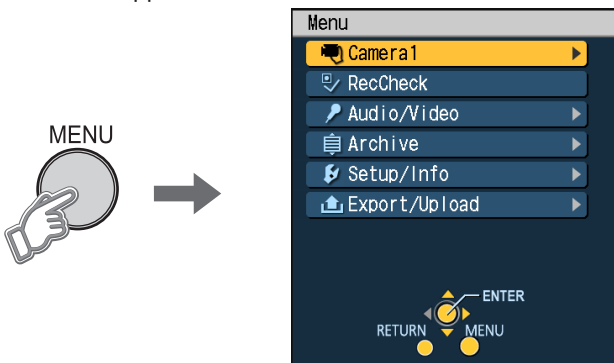 MENU
Menu
Camera1
RecCheck
Audio/Video
Archive
Setup/Info
Export/Upload
ENTER
RETURN
MENU